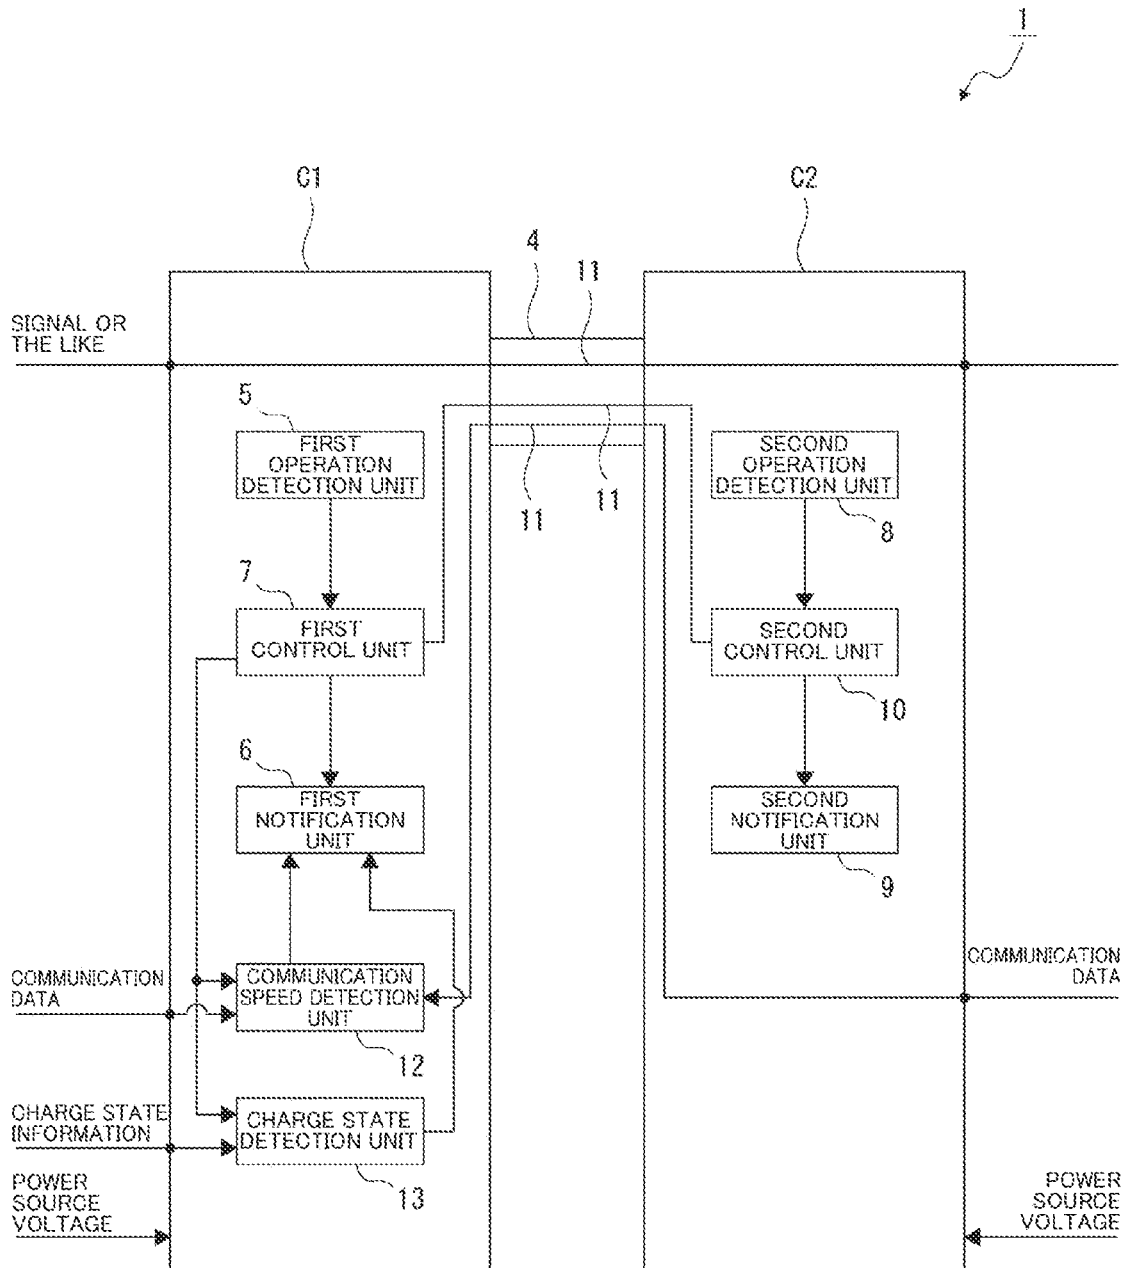 1
C1
C2
4
11
SIGNAL OR
THE LIKE
5
FIRST
OPERATION
DETECTION UNIT
SECOND
OPERATION
DETECTION UNIT
11
11
8
7
FIRST
CONTROL UNIT
SECOND
CONTROL UNIT
10
6
FIRST
NOTIFICATION
UNIT
SECOND
NOTIFICATION
UNIT
9
COMMUNICATION
DATA
COMMUNICATION
SPEED DETECTION
UNIT
COMMUNICATION
DATA
12
CHARGE STATE
INFORMATION
CHARGE STATE
DETECTION UNIT
13
POWER
SOURCE
VOLTAGE
POWER
SOURCE
VOLTAGE